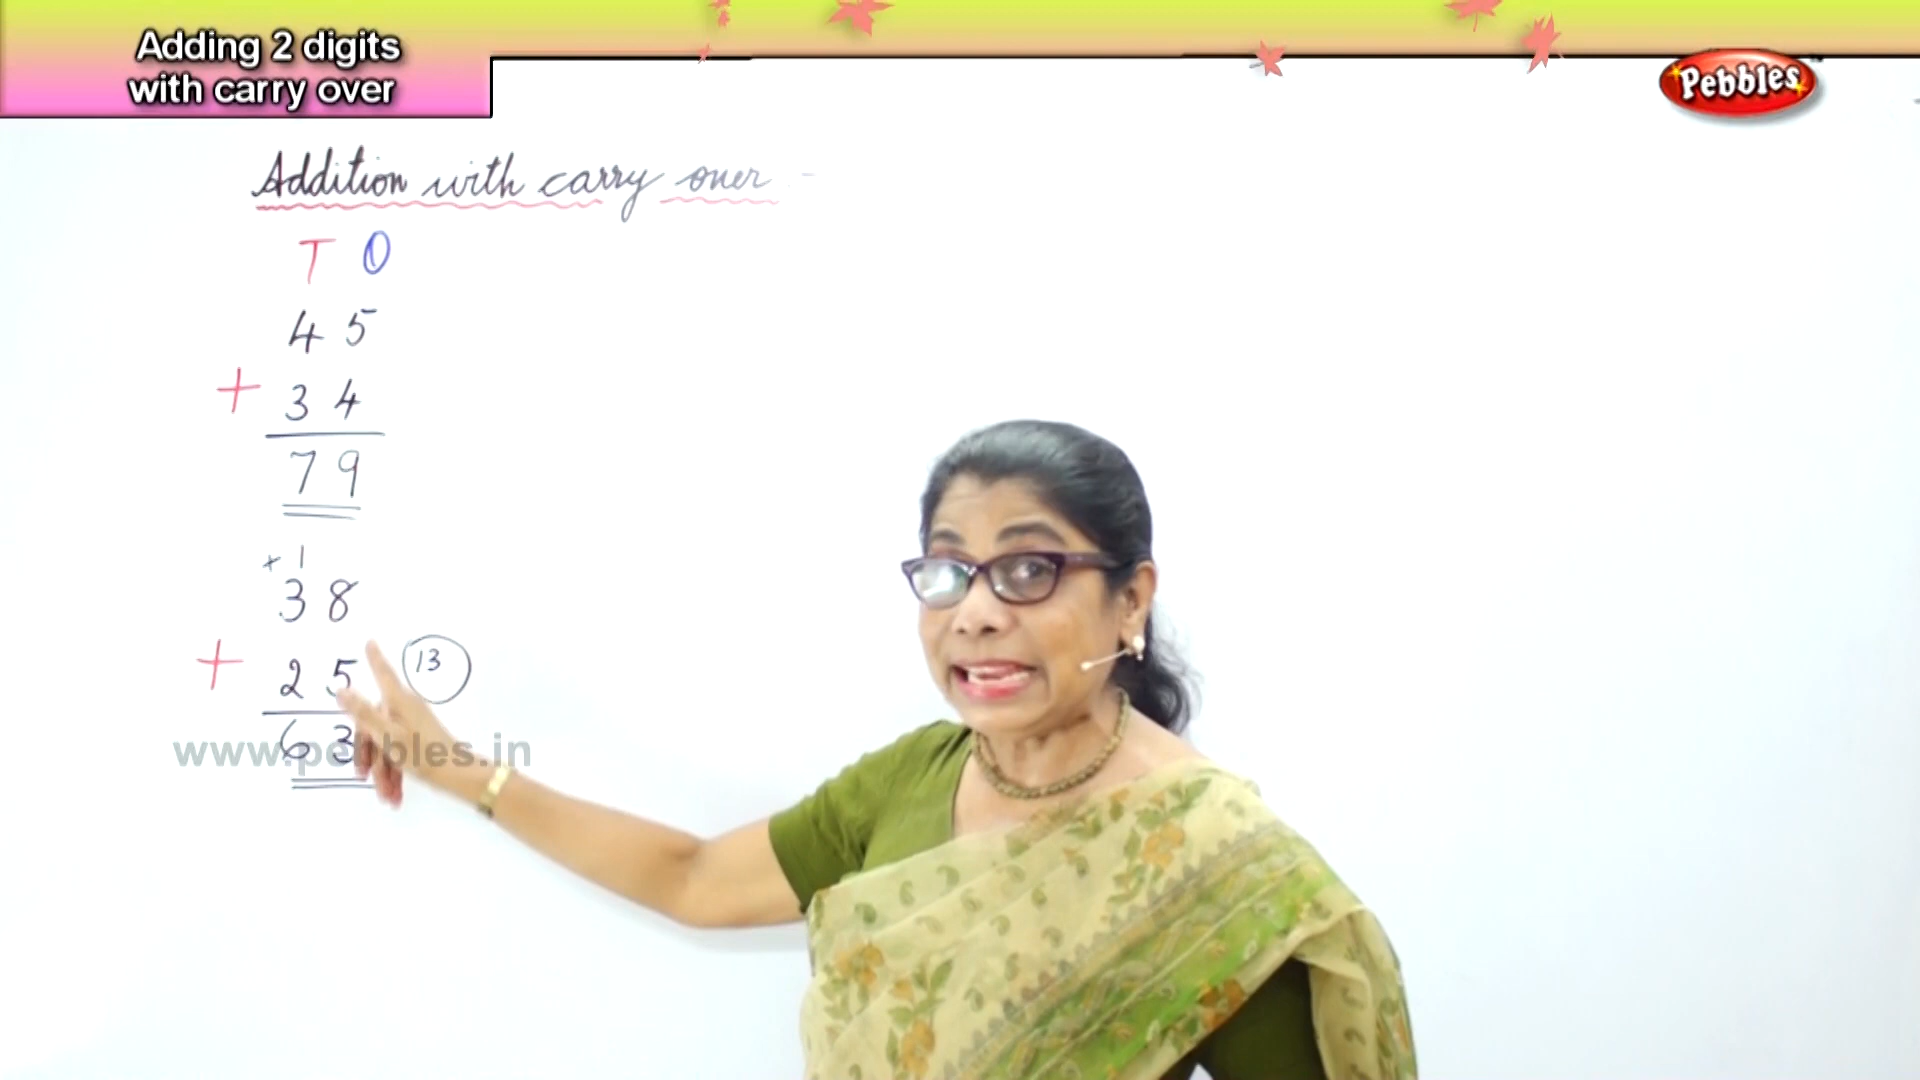 Adding 2 digits
with carry over
Pebbles
Addition with carry over
T O
4 5
+ 3 4
7 9
+ 1
3 8
+ 2 5
13
6 3
www.pebbles.in